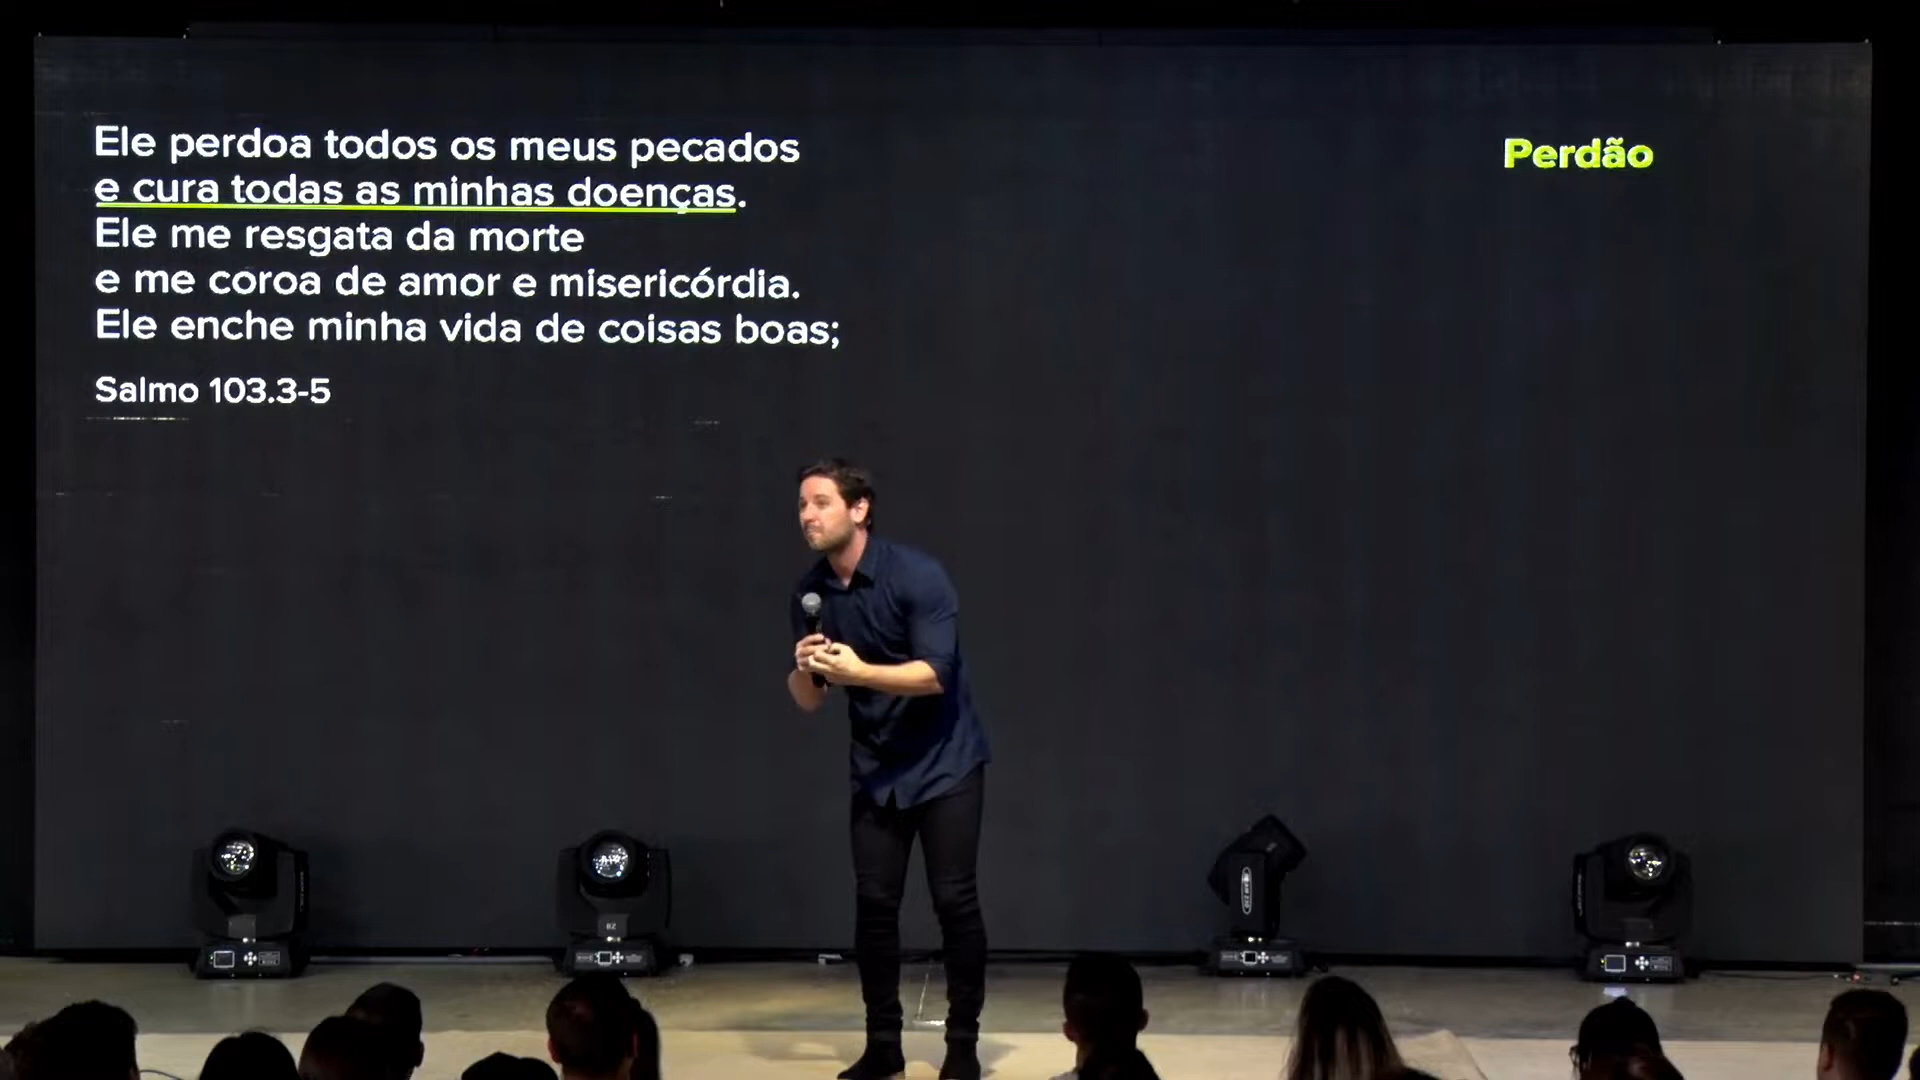 Ele perdoa todos os meus pecados
e cura todas as minhas doenças.
Ele me resgata da morte
e me coroa de amor e misericórdia.
Ele enche minha vida de coisas boas;
Salmo 103.3-5
Perdão